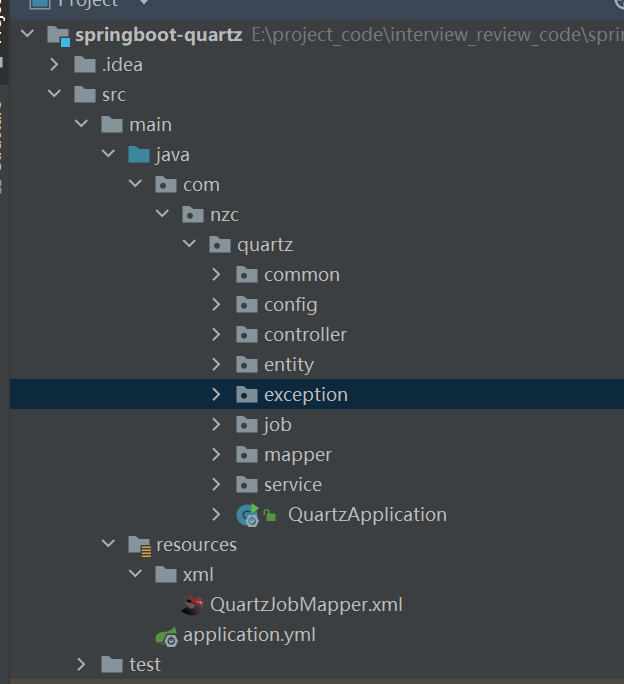 Project
springboot-quartz E:\project_code\interview_review_code\sprin
.idea
src
main
java
com
nzc
quartz
common
config
controller
entity
exception
job
mapper
service
QuartzApplication
resources
xml
QuartzJobMapper.xml
application.yml
test